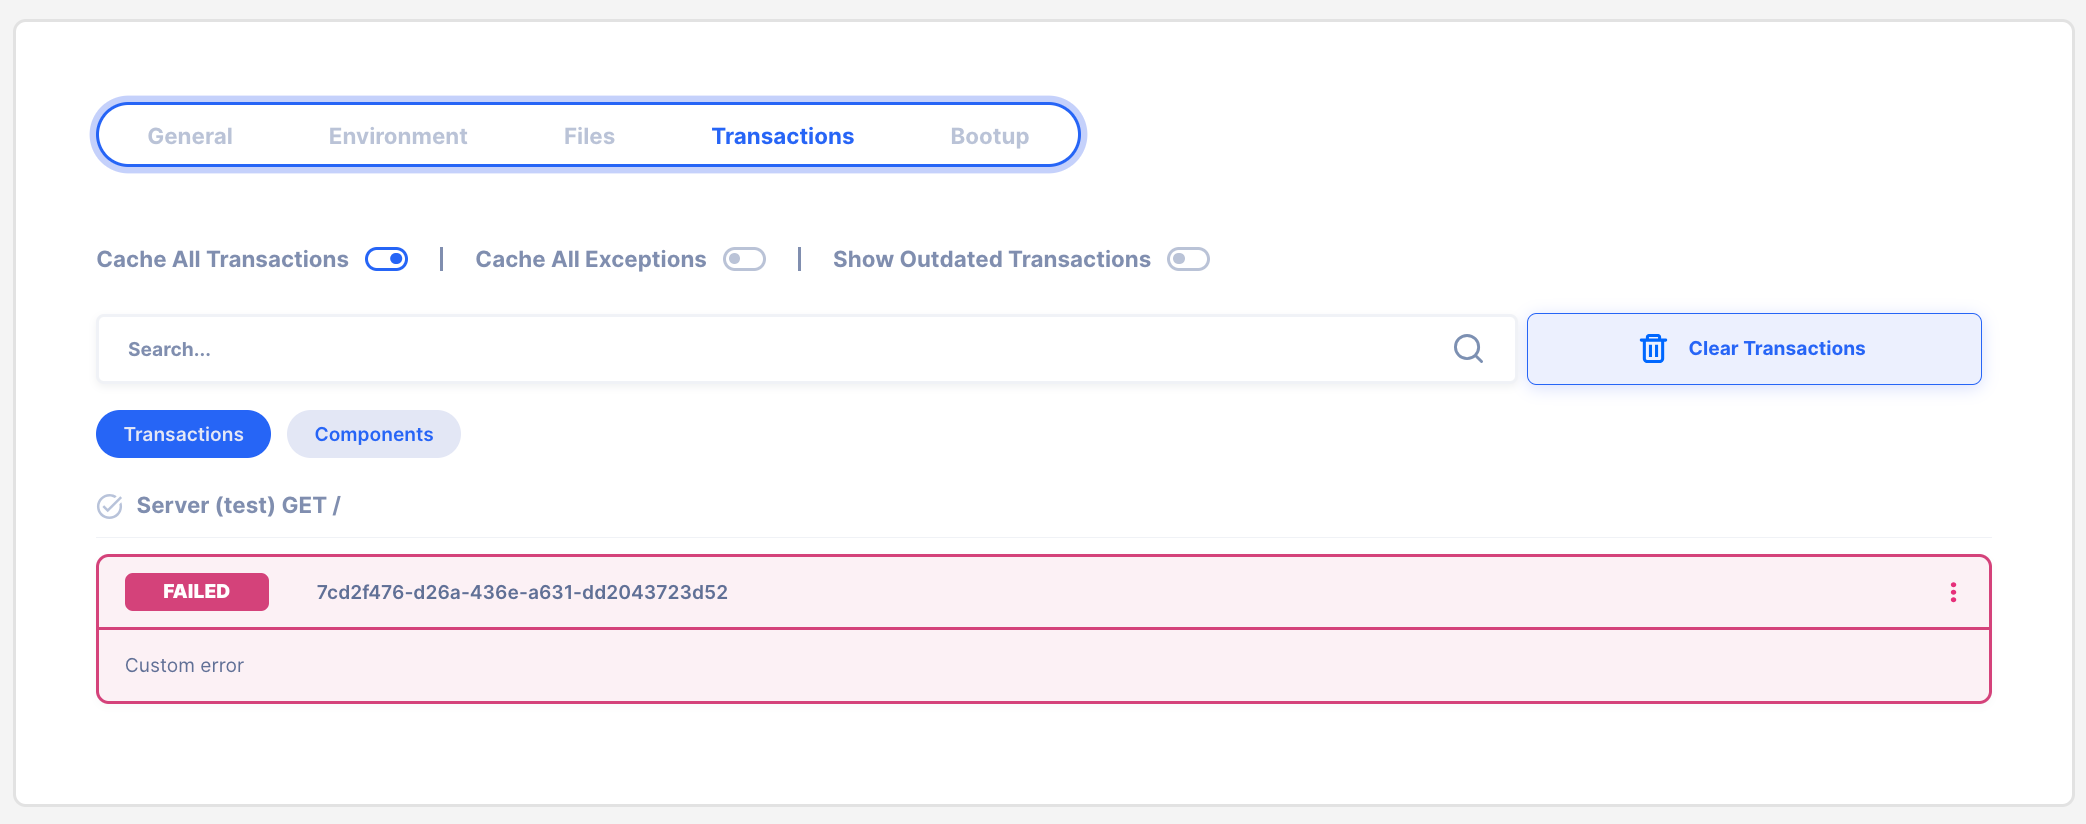 General Environment Files Transactions Bootup
Cache All Transactions | Cache All Exceptions | Show Outdated Transactions
Search...
Clear Transactions
Transactions Components
Server (test) GET /
FAILED 7cd2f476-d26a-436e-a631-dd2043723d52
Custom error